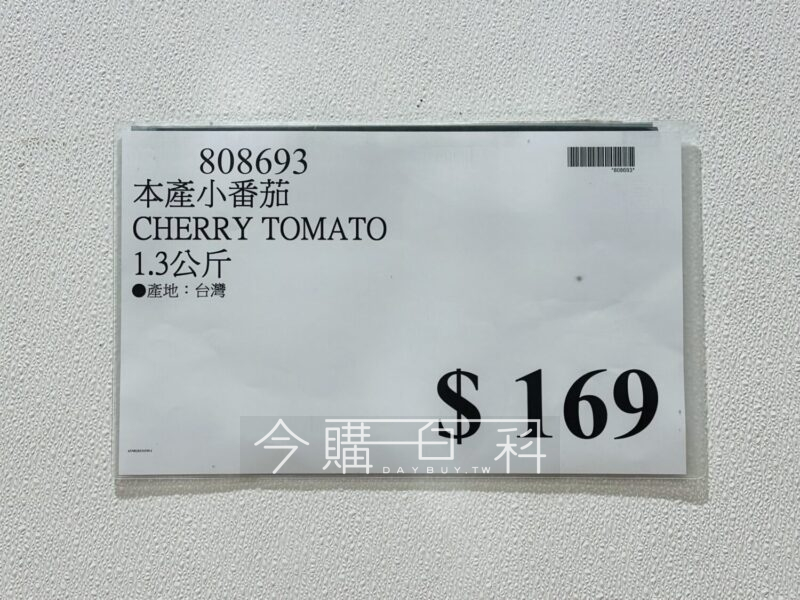 808693
*808693*
本產小番茄
CHERRY TOMATO
1.3公斤
●產地：台灣
$ 169
今購百科
DAYBUY.TW